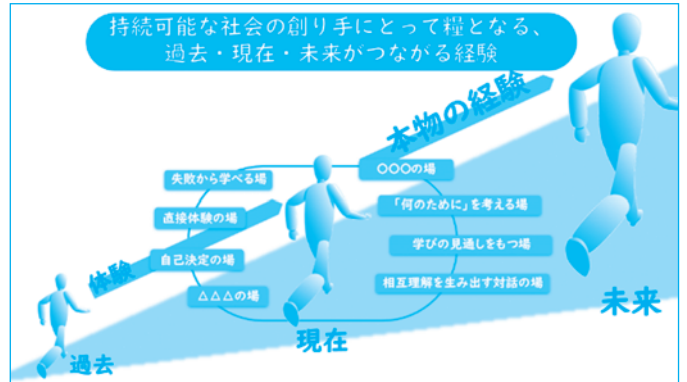 持続可能な社会の創り手にとって糧となる、
過去・現在・未来がつながる経験
本物の経験
〇〇〇の場
失敗から学べる場
「何のために」を考える場
直接体験の場
学びの見通しをもつ場
自己決定の場
体験
相互理解を生み出す対話の場
△△△の場
未来
現在
過去